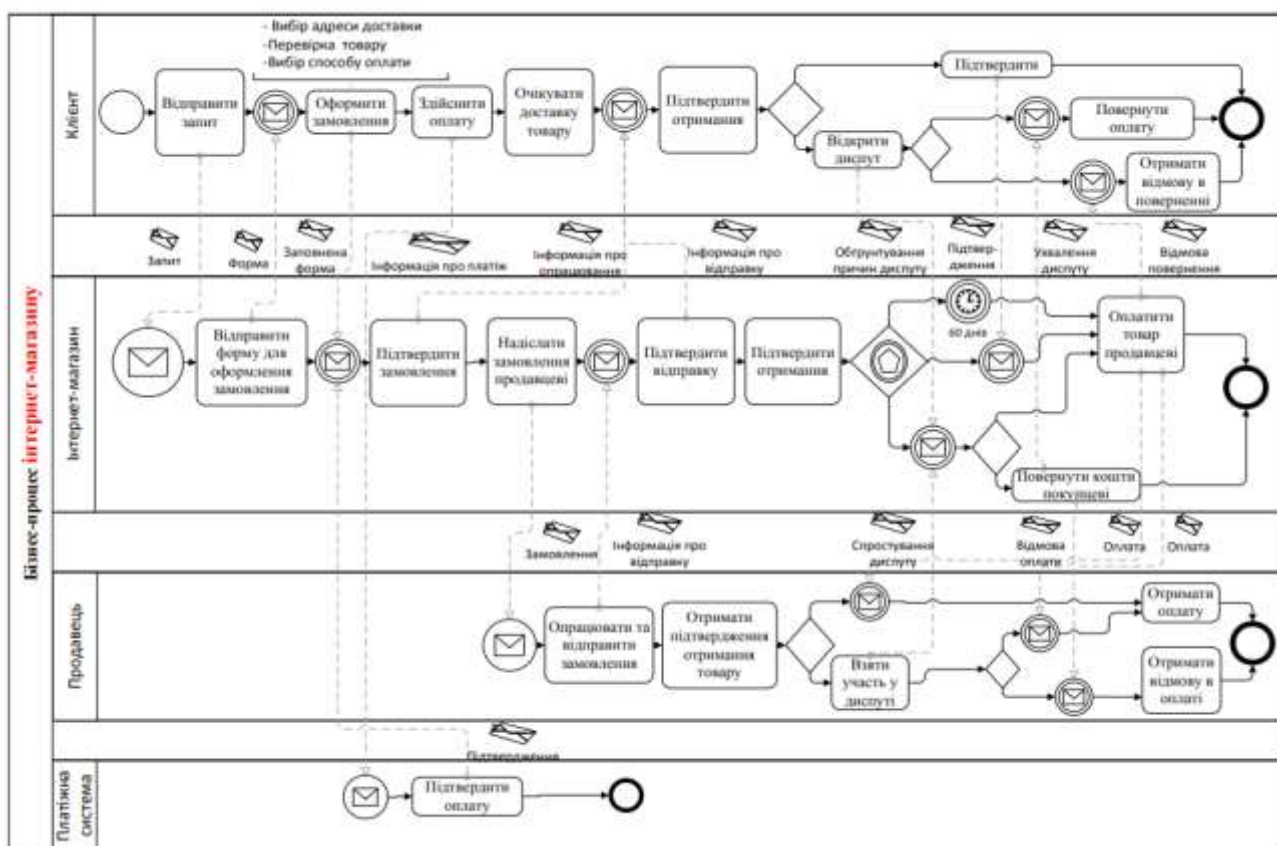 Бізнес-процес інтернет-магазину
Клієнт
- Вибір адреси доставки
-Перевірка товару
-Вибір способу оплати
Відправити
запит
Оформити
замовлення
Здійснити
оплату
Очікувати
доставку
товару
Підтвердити
отримання
Підтвердити
Відкрити
диспут
Повернути
оплату
Отримати
відмову в
поверненні
Запит
Форма
Заповнена
форма
Інформація про платіж
Інформація про
опрацювання
Інформація про
відправку
Обґрунтування
причин диспуту
Підтвер-
дження
Ухвалення
диспуту
Відмова
повернення
Інтернет-магазин
Відправити
форму для
оформлення
замовлення
Підтвердити
замовлення
Надіслати
замовлення
продавцеві
Підтвердити
відправку
Підтвердити
отримання
60 днів
Оплатити
товар
продавцеві
Повернути кошти
покупцеві
Замовлення
Інформація про
відправку
Спростування
диспуту
Відмова
оплати
Оплата
Оплата
Продавець
Опрацювати та
відправити
замовлення
Отримати
підтвердження
отримання
товару
Взяти
участь у
диспуті
Отримати
оплату
Отримати
відмову в
оплаті
Підтвердження
Платіжна
система
Підтвердити
оплату